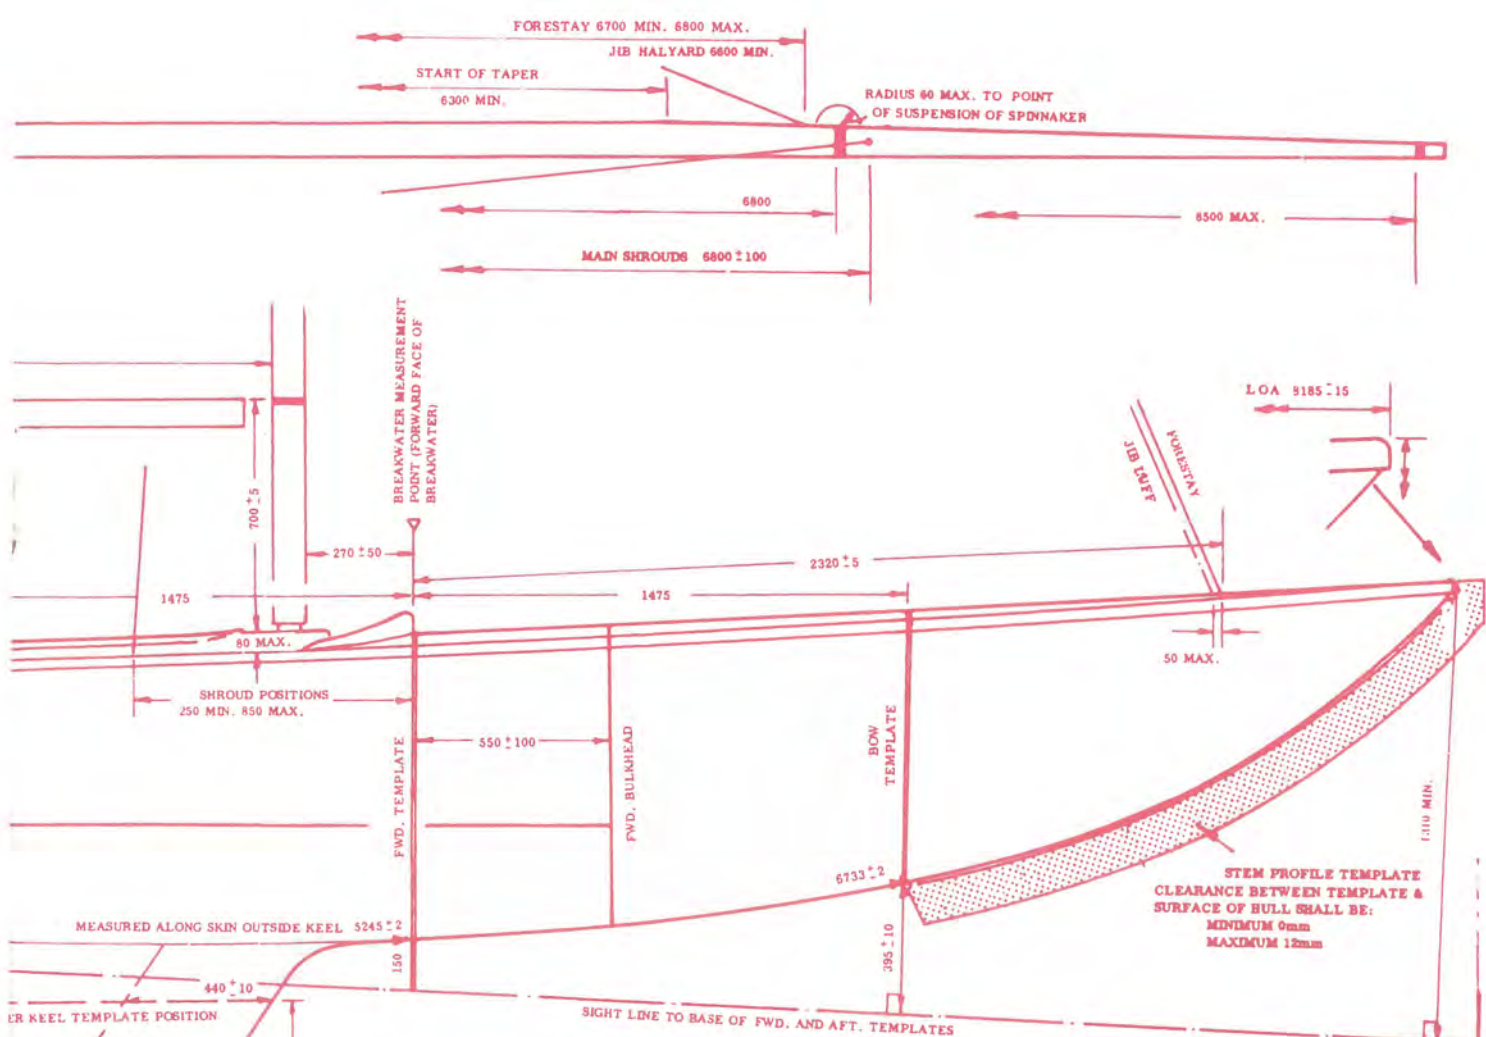 FORESTAY 6700 MIN. 6800 MAX.
JIB HALYARD 6600 MIN.
START OF TAPER
6300 MIN.
RADIUS 60 MAX. TO POINT
OF SUSPENSION OF SPINNAKER
6800
8500 MAX.
MAIN SHROUDS 6800 ± 100
BREAKWATER MEASUREMENT
POINT (FORWARD FACE OF
BREAKWATER)
LOA 8185 ± 15
FORESTAY
JIB LUFF
700 ± 5
270 ± 50
2320 ± 5
1475
1475
80 MAX.
50 MAX.
SHROUD POSITIONS
250 MIN. 850 MAX.
550 ± 100
FWD. TEMPLATE
FWD. BULKHEAD
BOW
TEMPLATE
1310 MIN.
6733 ± 2
STEM PROFILE TEMPLATE
CLEARANCE BETWEEN TEMPLATE &
SURFACE OF HULL SHALL BE:
MINIMUM 0mm
MAXIMUM 12mm
MEASURED ALONG SKIN OUTSIDE KEEL 5245 ± 2
150
395 ± 10
440 ± 10
ER KEEL TEMPLATE POSITION
SIGHT LINE TO BASE OF FWD. AND AFT. TEMPLATES